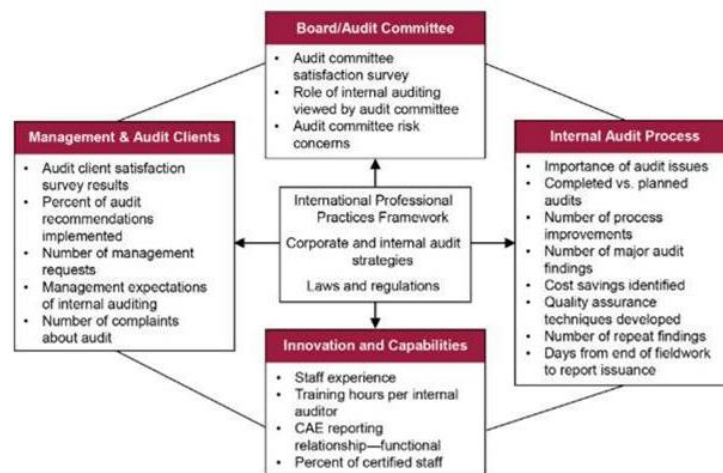 Board/Audit Committee
• Audit committee
satisfaction survey
• Role of internal auditing
viewed by audit committee
• Audit committee risk
concerns
Management & Audit Clients
• Audit client satisfaction
survey results
• Percent of audit
recommendations
implemented
• Number of management
requests
• Management expectations
of internal auditing
• Number of complaints
about audit
International Professional
Practices Framework
Corporate and internal audit
strategies
Laws and regulations
Internal Audit Process
• Importance of audit issues
• Completed vs. planned
audits
• Number of process
improvements
• Number of major audit
findings
• Cost savings identified
• Quality assurance
techniques developed
• Number of repeat findings
• Days from end of fieldwork
to report issuance
Innovation and Capabilities
• Staff experience
• Training hours per internal
auditor
• CAE reporting
relationship—functional
• Percent of certified staff